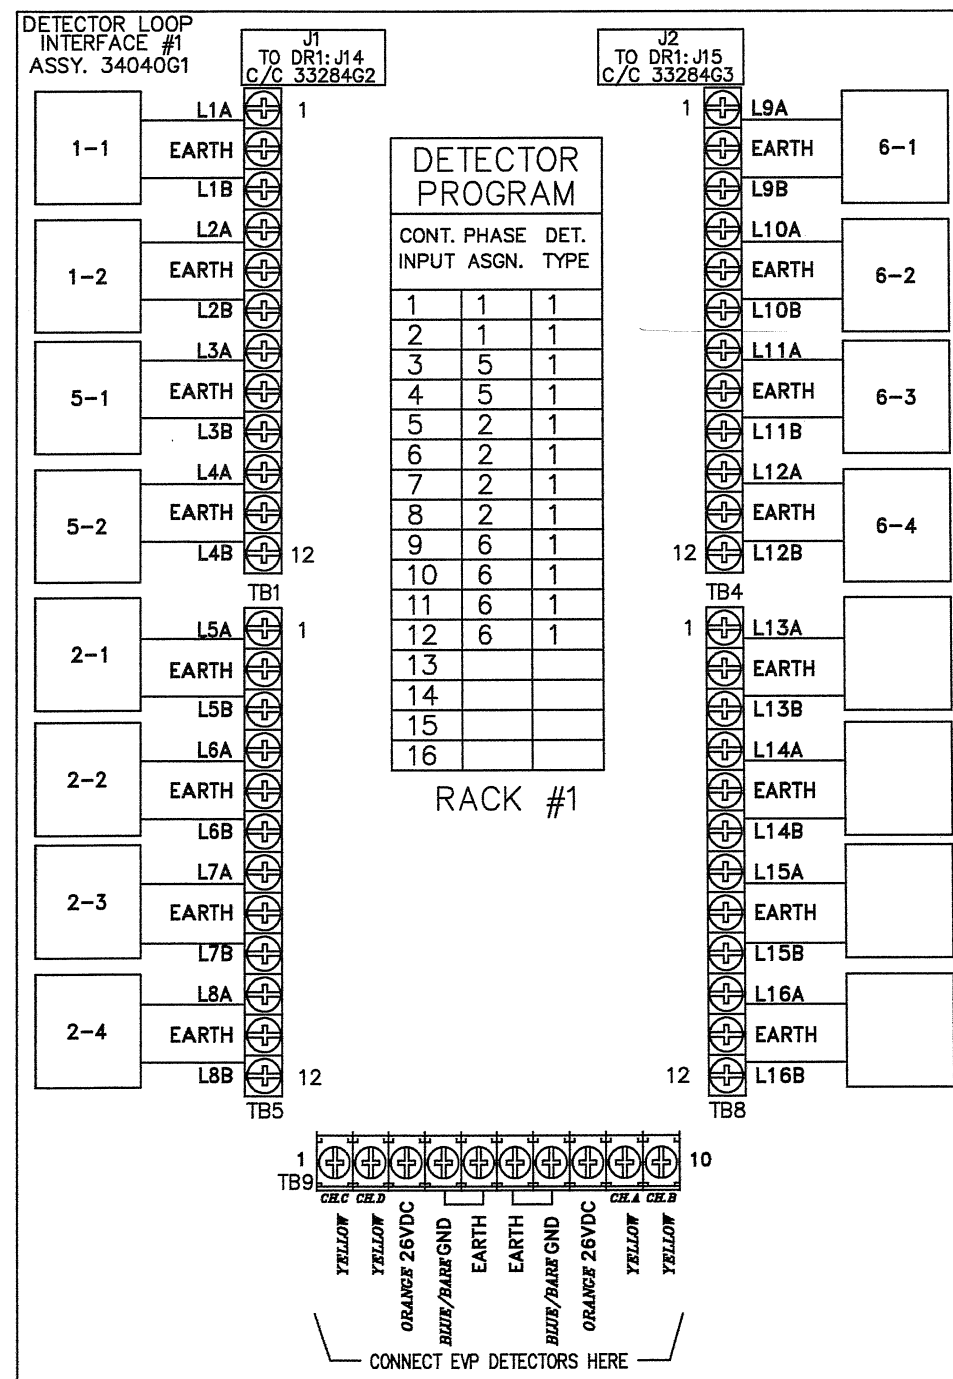 DETECTOR LOOP
INTERFACE #1
ASSY. 34040G1
J1
TO DR1:J14
C/C 33284G2
J2
TO DR1:J15
C/C 33284G3
1-1
L1A
EARTH
L1B
1
1-2
L2A
EARTH
L2B
5-1
L3A
EARTH
L3B
5-2
L4A
EARTH
L4B
12
TB1
2-1
L5A
EARTH
L5B
1
2-2
L6A
EARTH
L6B
2-3
L7A
EARTH
L7B
2-4
L8A
EARTH
L8B
12
TB5
DETECTOR
PROGRAM
CONT. PHASE DET.
INPUT ASGN. TYPE
1 1 1
2 1 1
3 5 1
4 5 1
5 2 1
6 2 1
7 2 1
8 2 1
9 6 1
10 6 1
11 6 1
12 6 1
13
14
15
16
RACK #1
1
L9A
EARTH
L9B
6-1
L10A
EARTH
L10B
6-2
L11A
EARTH
L11B
6-3
L12A
EARTH
L12B
6-4
12
TB4
1
L13A
EARTH
L13B
L14A
EARTH
L14B
L15A
EARTH
L15B
L16A
EARTH
L16B
12
TB8
1
TB9
10
CH.C
CH.D
CH.A
CH.B
YELLOW
YELLOW
ORANGE 26VDC
BLUE/BARE GND
EARTH
EARTH
BLUE/BARE GND
ORANGE 26VDC
YELLOW
YELLOW
CONNECT EVP DETECTORS HERE